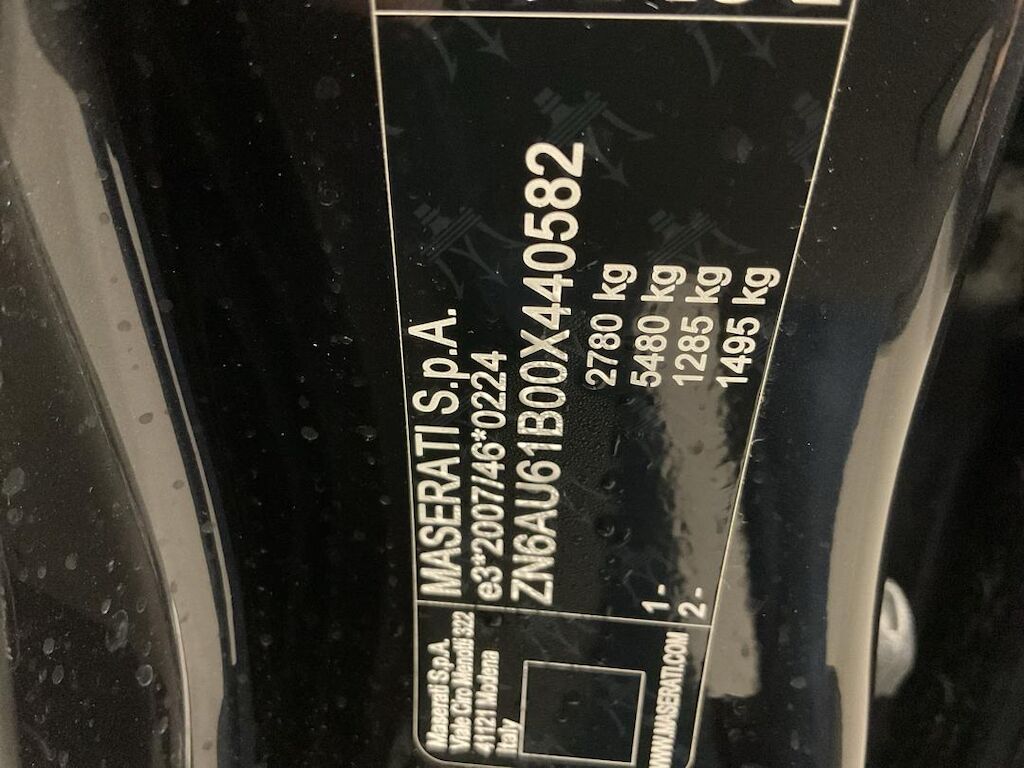 Maserati S.p.A.
Viale Ciro Menotti 322
41121 Modena
Italy
WWW.MASERATI.COM
MASERATI S.p.A.
e3*2007/46*0224
ZN6AU61B00X440582
2780 kg
5480 kg
1- 1285 kg
2- 1495 kg